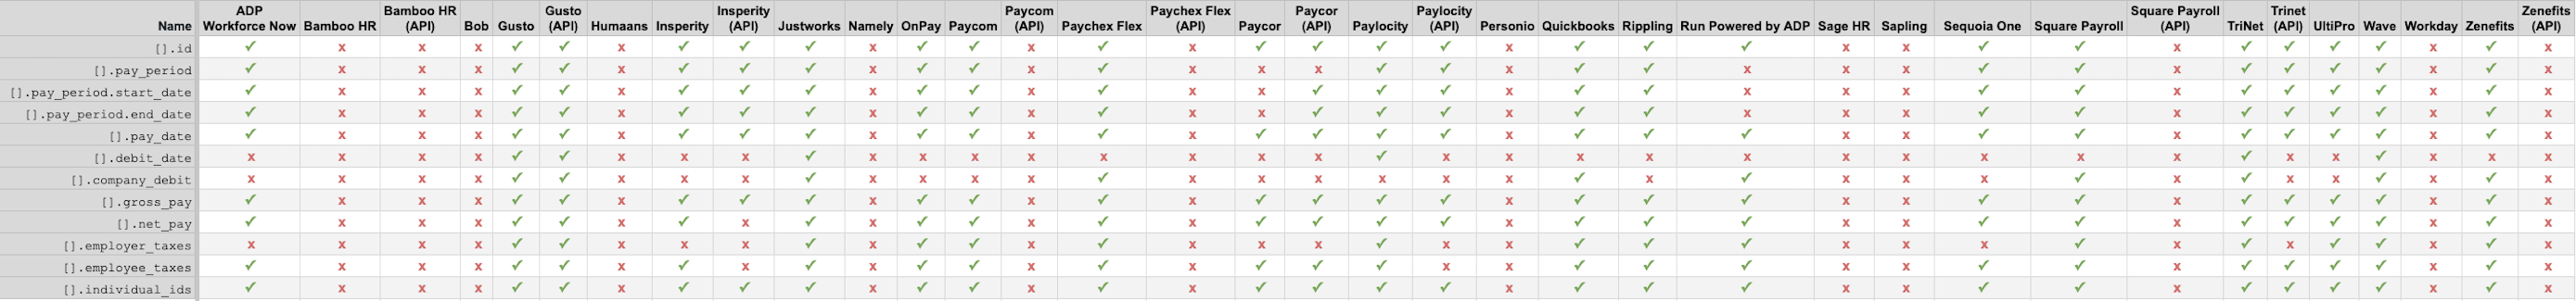 ADP Bamboo HR Gusto Insperity Paycom Paychex Flex Paycor Paylocity Square Payroll Trinet Zenefits
Name Workforce Now Bamboo HR (API) Bob Gusto (API) Humaans Insperity (API) Justworks Namely OnPay Paycom (API) Paychex Flex (API) Paycor (API) Paylocity (API) Personio Quickbooks Rippling Run Powered by ADP Sage HR Sapling Sequoia One Square Payroll (API) TriNet (API) UltiPro Wave Workday Zenefits (API)
[].id ✓ x x x ✓ ✓ x ✓ ✓ ✓ x ✓ ✓ x ✓ x ✓ ✓ ✓ ✓ x ✓ ✓ ✓ x x ✓ ✓ x ✓ ✓ ✓ ✓ x ✓ x
[].pay_period ✓ x x x ✓ ✓ x ✓ ✓ ✓ x ✓ ✓ x ✓ x x x ✓ ✓ x ✓ ✓ x x x ✓ ✓ x ✓ ✓ ✓ ✓ x ✓ x
[].pay_period.start_date ✓ x x x ✓ ✓ x ✓ ✓ ✓ x ✓ ✓ x ✓ x x ✓ ✓ ✓ x ✓ ✓ x x x ✓ ✓ x ✓ ✓ ✓ ✓ x ✓ x
[].pay_period.end_date ✓ x x x ✓ ✓ x ✓ ✓ ✓ x ✓ ✓ x ✓ x x ✓ ✓ ✓ x ✓ ✓ x x x ✓ ✓ x ✓ ✓ ✓ ✓ x ✓ x
[].pay_date ✓ x x x ✓ ✓ x ✓ ✓ ✓ x ✓ ✓ x ✓ x ✓ ✓ ✓ ✓ x ✓ ✓ ✓ x x ✓ ✓ x ✓ ✓ ✓ ✓ x ✓ x
[].debit_date x x x x ✓ ✓ x x x ✓ x x x x x x x x ✓ x x x x x x x x x x ✓ x x ✓ x x x
[].company_debit x x x x ✓ ✓ x x x ✓ x x x x ✓ x x x x x x ✓ x ✓ x x x ✓ x ✓ x x ✓ x x x
[].gross_pay ✓ x x x ✓ ✓ x ✓ ✓ ✓ x ✓ ✓ x ✓ x ✓ ✓ ✓ ✓ x ✓ ✓ ✓ x x ✓ ✓ x ✓ ✓ ✓ ✓ x ✓ x
[].net_pay ✓ x x x ✓ ✓ x ✓ x ✓ x ✓ ✓ x ✓ x ✓ ✓ ✓ ✓ x ✓ ✓ ✓ x x ✓ ✓ x ✓ ✓ ✓ ✓ x ✓ x
[].employer_taxes x x x x ✓ ✓ x x x ✓ x ✓ ✓ x ✓ x x x ✓ x x ✓ ✓ ✓ x x x ✓ x ✓ x ✓ ✓ x ✓ x
[].employee_taxes ✓ x x x ✓ ✓ x ✓ x ✓ x ✓ ✓ x ✓ x ✓ ✓ ✓ x x ✓ ✓ ✓ x x ✓ ✓ x ✓ ✓ ✓ ✓ x ✓ x
[].individual_ids ✓ x x x ✓ ✓ x ✓ ✓ ✓ x ✓ ✓ x ✓ x ✓ ✓ ✓ ✓ x ✓ ✓ ✓ x x ✓ ✓ x ✓ ✓ ✓ ✓ x ✓ x